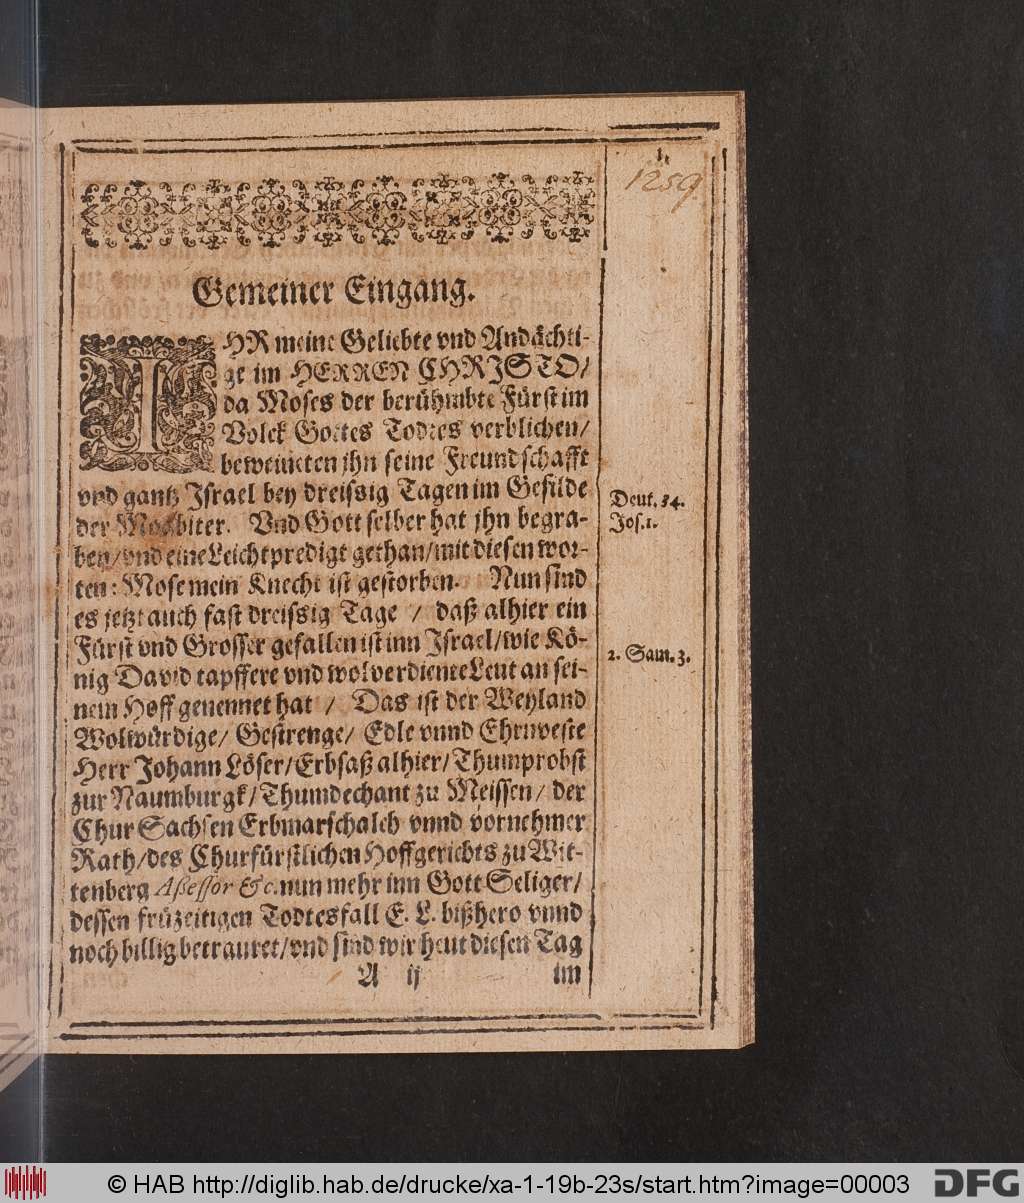 1.
1259
Gemeiner Eingang.
IHR meine Geliebte vnd Andächti-
ge im HERREN CHRISTO/
da Moses der berühmbte Fürst im
Volck Gottes Todtes verblichen/
beweineten jhn seine Freundschafft
vnd gantz Israel bey dreissig Tagen im Gefilde
der Moabiter. Vnd Gott selber hat jhn begra-
ben/vnd eine Leichtpredigt gethan/mit diesen wor-
ten: Mose mein Knecht ist gestorben. Nun sind
es jetzt auch fast dreissig Tage / daß alhier ein
Fürst vnd Grosser gefallen ist inn Israel/wie Kö-
nig David tapffere vnd wolverdiente Leut an sei-
nem Hoff genennet hat / Das ist der Weyland
Wolwürdige/ Gestrenge/ Edle vnnd Ehrnveste
Herr Johann Löser/Erbsaß alhier/Thumprobst
zur Naumburgk/Thumdechant zu Meissen/ der
Chur Sachsen Erbmarschalch vnnd vornehmer
Rath/des Churfürstlichen Hoffgerichts zu Wit-
tenberg Aßessor &c. nun mehr inn Gott Seliger/
dessen früzeitigen Todtesfall E. L. bißhero vnnd
noch billig betrauret/vnd sind wir heut diesen Tag
A ij im
Deut. 34.
Jos. 1.
2. Sam. 3.
© HAB http://diglib.hab.de/drucke/xa-1-19b-23s/start.htm?image=00003
DFG